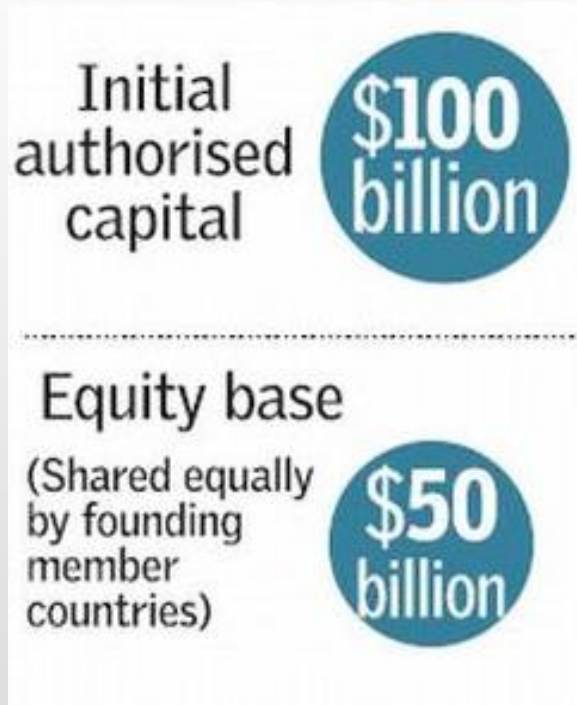 Initial
authorised
capital
$100
billion
Equity base
(Shared equally
by founding
member
countries)
$50
billion